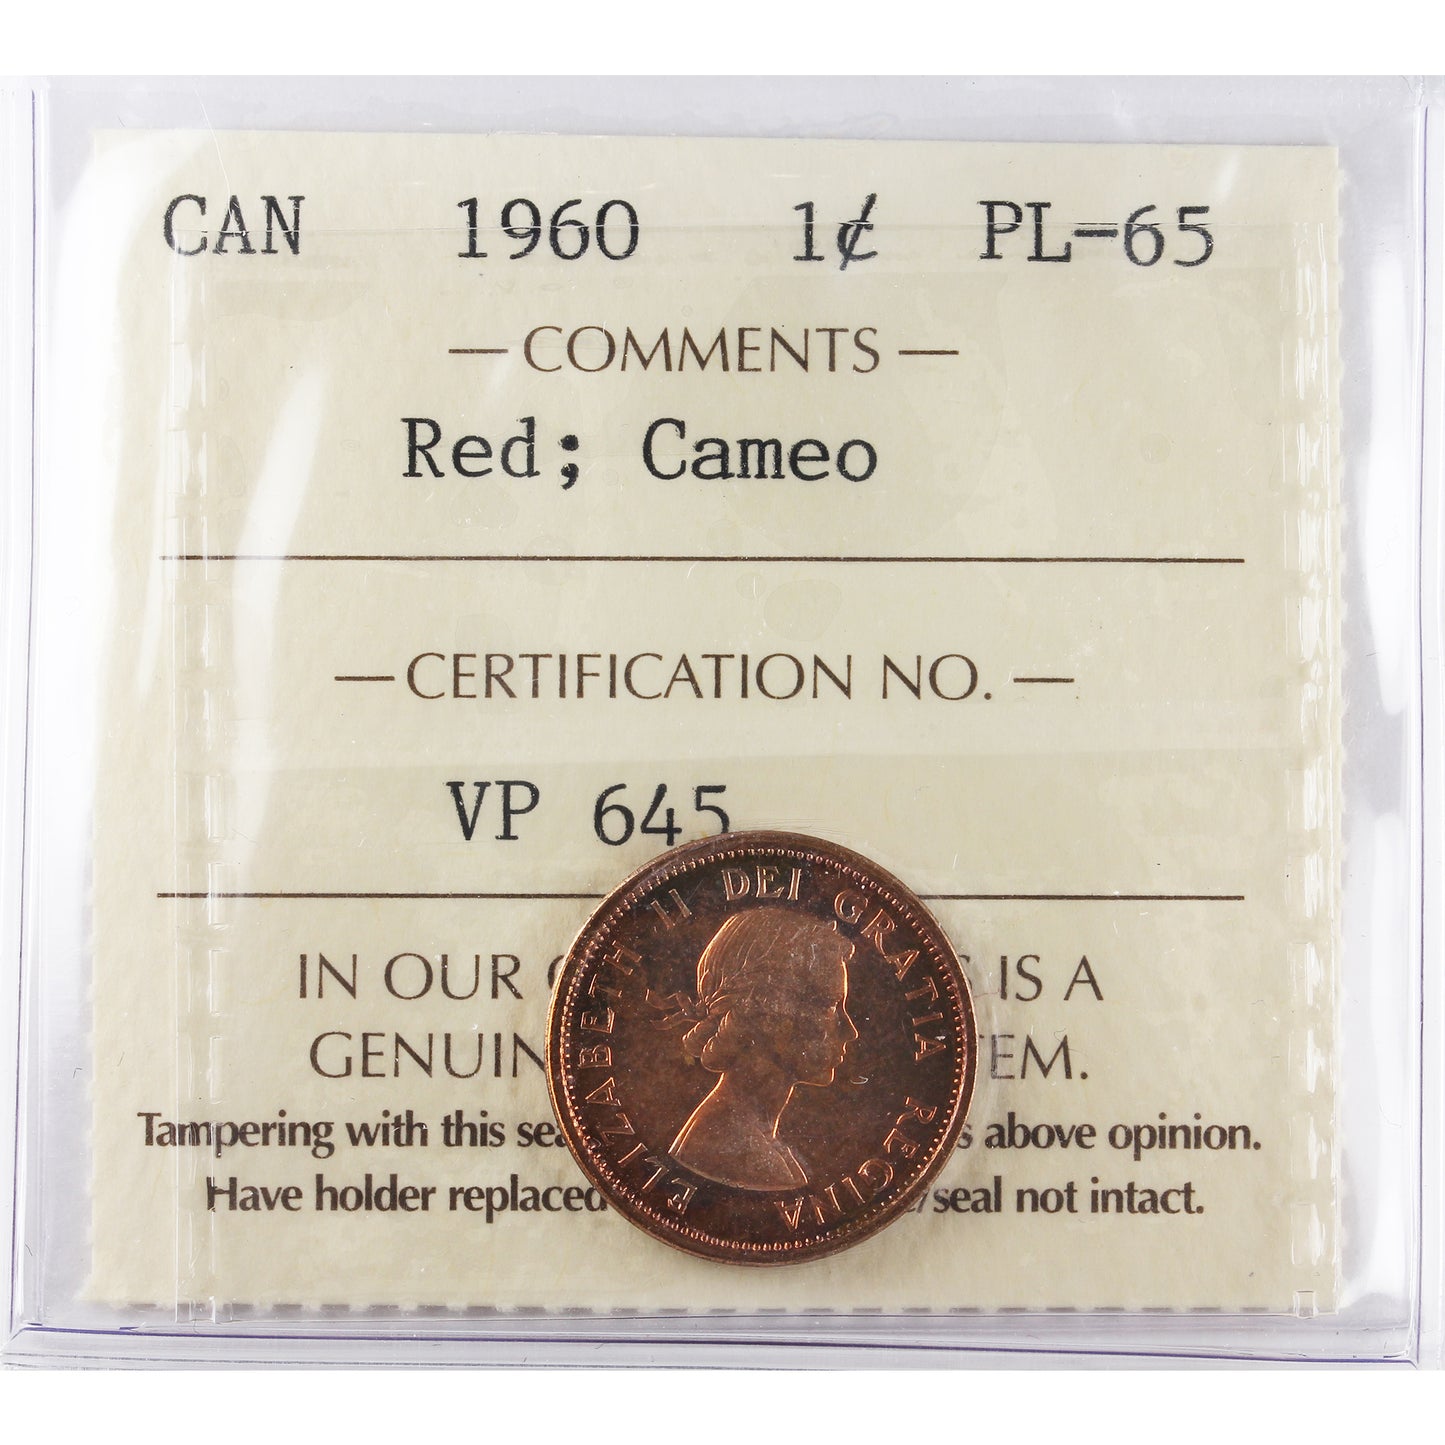 CAN 1960 1¢ PL-65
— COMMENTS —
Red; Cameo
— CERTIFICATION NO. —
VP 645
IN OUR IS A
GENUIN TEM.
Tampering with this sea above opinion.
Have holder replaced /seal not intact.
ELIZABETH II DEI GRATIA REGINA